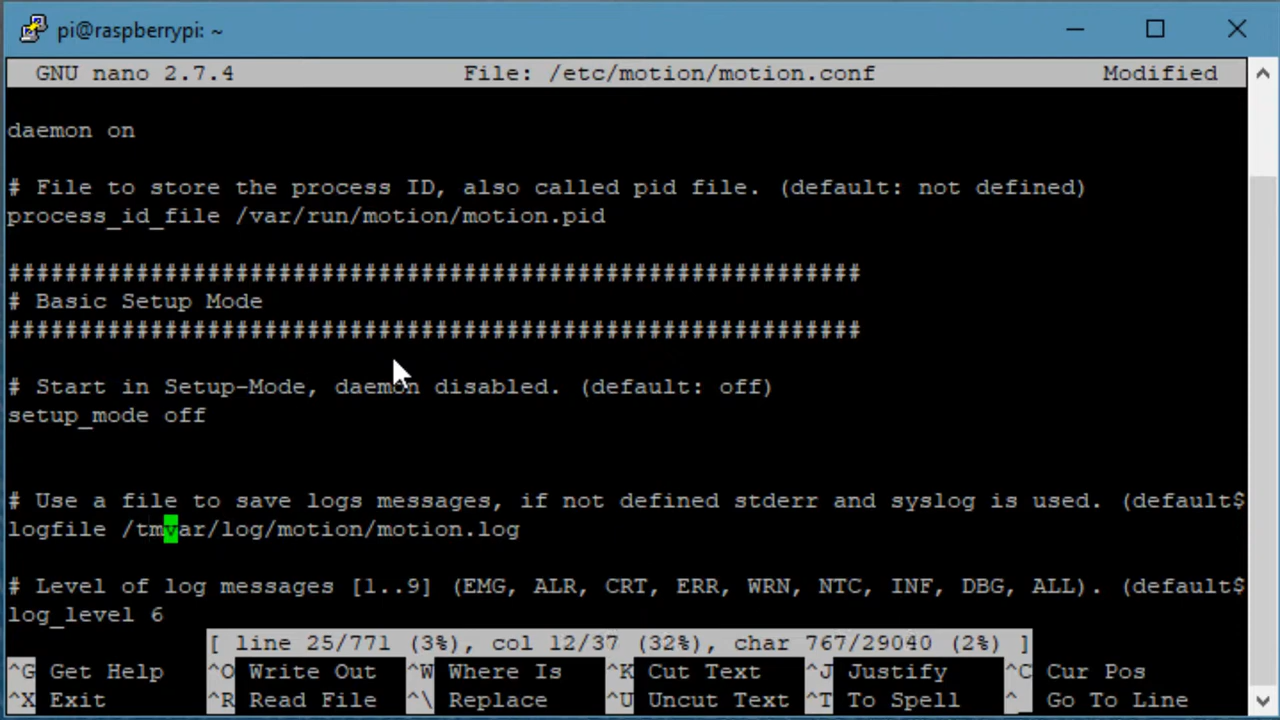 pi@raspberrypi: ~
GNU nano 2.7.4 File: /etc/motion/motion.conf Modified
daemon on
# File to store the process ID, also called pid file. (default: not defined)
process_id_file /var/run/motion/motion.pid
############################################################
# Basic Setup Mode
############################################################
# Start in Setup-Mode, daemon disabled. (default: off)
setup_mode off
# Use a file to save logs messages, if not defined stderr and syslog is used. (default$
logfile /tmvar/log/motion/motion.log
# Level of log messages [1..9] (EMG, ALR, CRT, ERR, WRN, NTC, INF, DBG, ALL). (default$
log_level 6
[ line 25/771 (3%), col 12/37 (32%), char 767/29040 (2%) ]
^G Get Help ^O Write Out ^W Where Is ^K Cut Text ^J Justify ^C Cur Pos
^X Exit ^R Read File ^\ Replace ^U Uncut Text ^T To Spell ^_ Go To Line